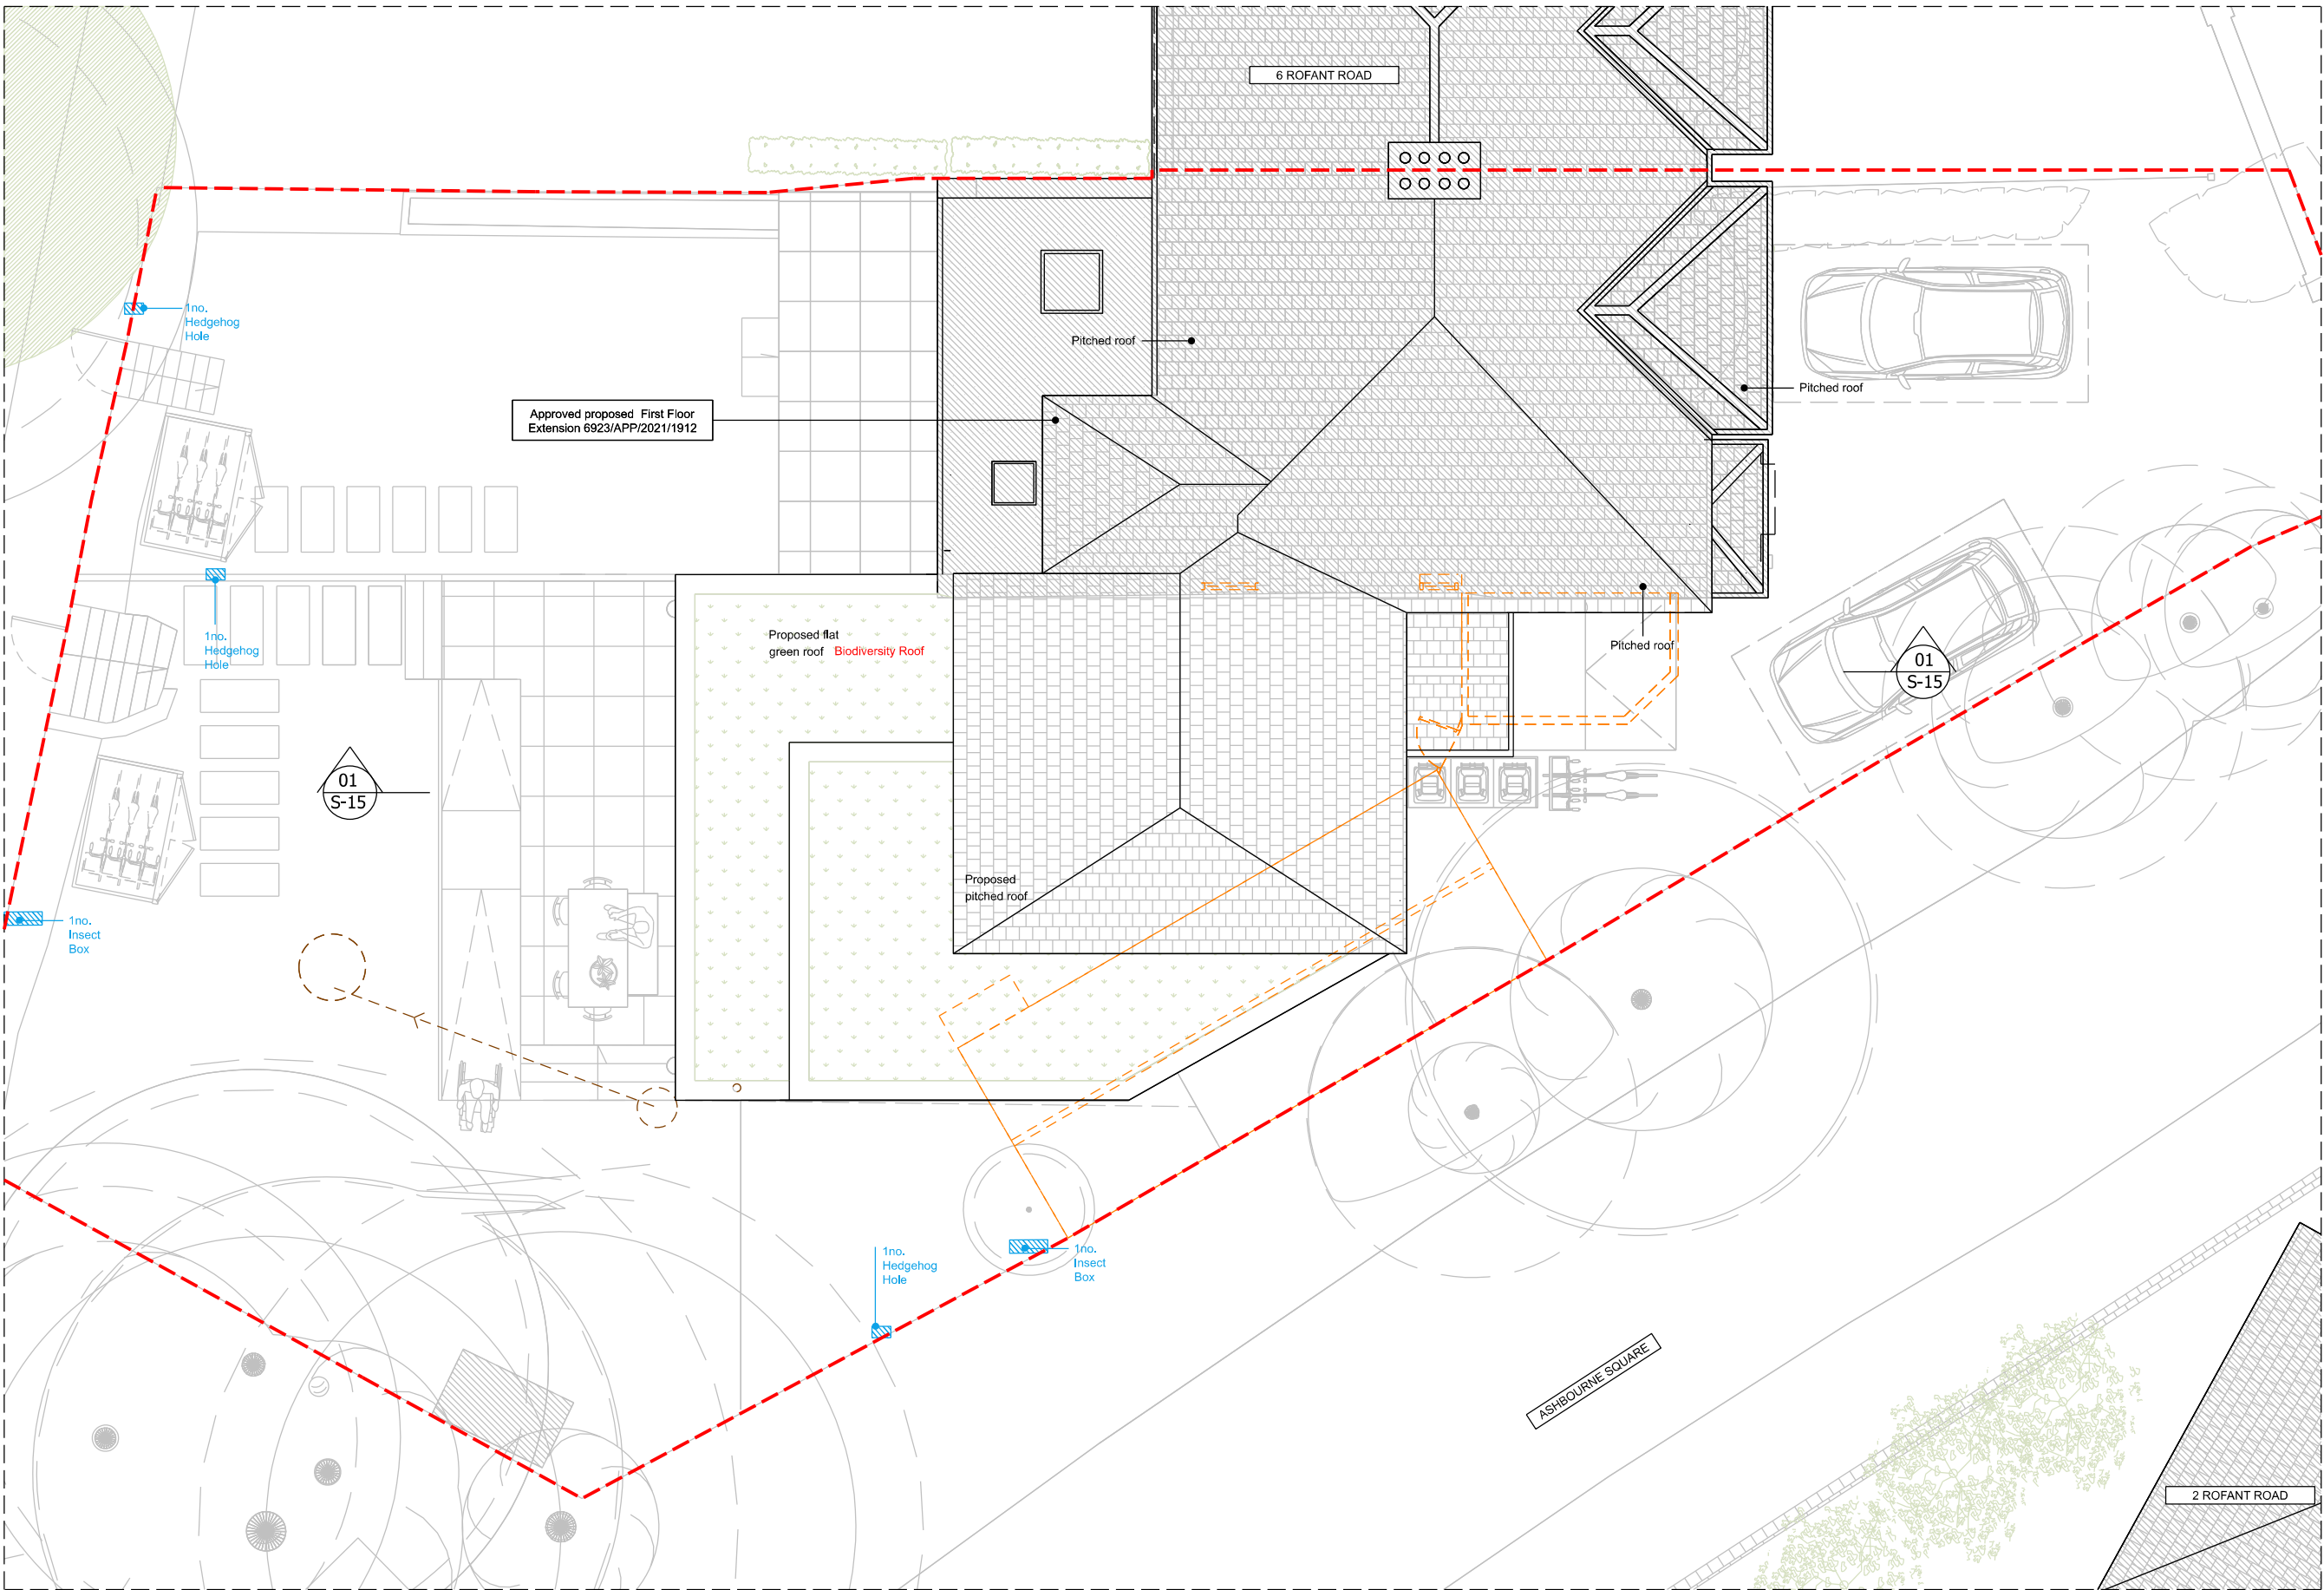 6 ROFANT ROAD
1no.
Hedgehog
Hole
Pitched roof
Pitched roof
Approved proposed First Floor
Extension 6923/APP/2021/1912
1no.
Hedgehog
Hole
Proposed flat
green roof Biodiversity Roof
Pitched roof
01
S-15
01
S-15
Proposed
pitched roof
1no.
Insect
Box
1no.
Hedgehog
Hole
1no.
Insect
Box
ASHBOURNE SQUARE
2 ROFANT ROAD